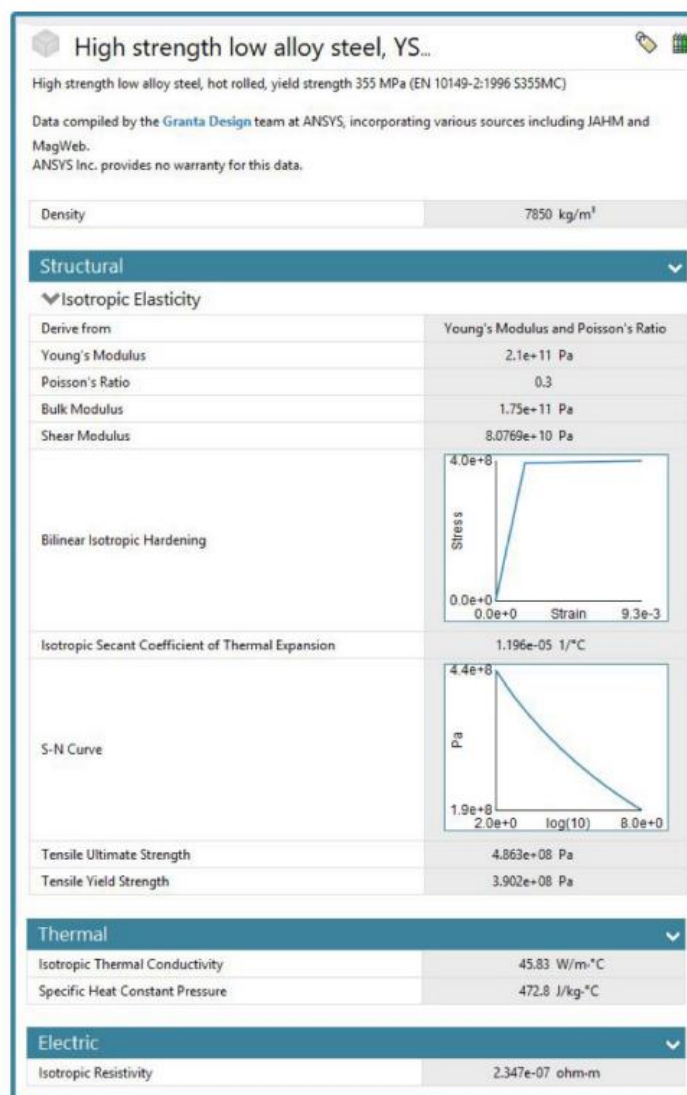 High strength low alloy steel, YS...
High strength low alloy steel, hot rolled, yield strength 355 MPa (EN 10149-2:1996 S355MC)
Data compiled by the Granta Design team at ANSYS, incorporating various sources including JAHM and
MagWeb.
ANSYS Inc. provides no warranty for this data.
Density 7850 kg/m³
Structural
Isotropic Elasticity
Derive from Young's Modulus and Poisson's Ratio
Young's Modulus 2.1e+11 Pa
Poisson's Ratio 0.3
Bulk Modulus 1.75e+11 Pa
Shear Modulus 8.0769e+10 Pa
Bilinear Isotropic Hardening
4.0e+8
Stress
0.0e+0
0.0e+0 Strain 9.3e-3
Isotropic Secant Coefficient of Thermal Expansion 1.196e-05 1/°C
S-N Curve
4.4e+8
Pa
1.9e+8
2.0e+0 log(10) 8.0e+0
Tensile Ultimate Strength 4.863e+08 Pa
Tensile Yield Strength 3.902e+08 Pa
Thermal
Isotropic Thermal Conductivity 45.83 W/m·°C
Specific Heat Constant Pressure 472.8 J/kg·°C
Electric
Isotropic Resistivity 2.347e-07 ohm·m